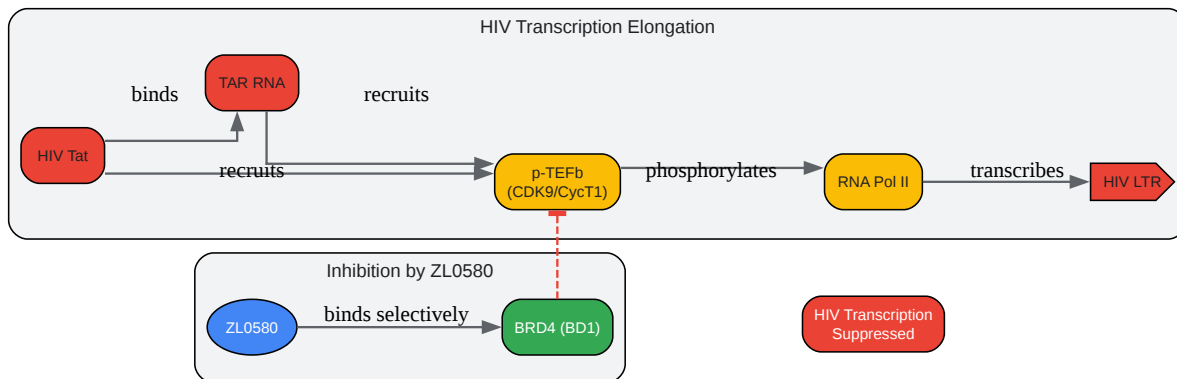 HIV Transcription Elongation
TAR RNA
binds
recruits
HIV Tat
recruits
p-TEFb
(CDK9/CycT1)
phosphorylates
RNA Pol II
transcribes
HIV LTR
Inhibition by ZL0580
ZL0580
binds selectively
BRD4 (BD1)
HIV Transcription
Suppressed